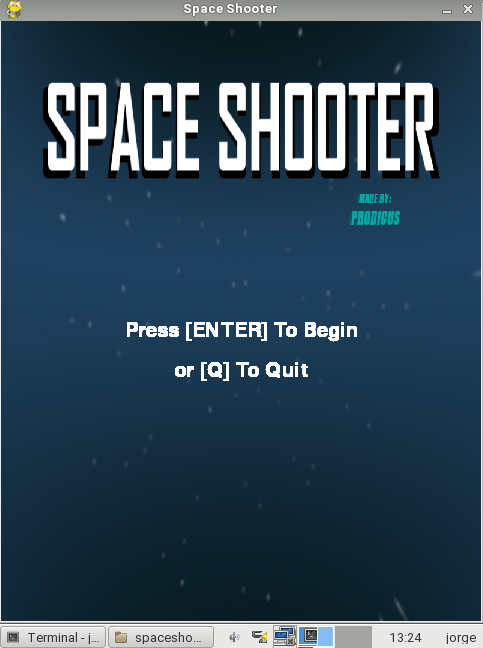 Space Shooter
SPACE SHOOTER
MADE BY:
PRODIGUS
Press [ENTER] To Begin
or [Q] To Quit
Terminal - j... spacesho... 13:24 jorge